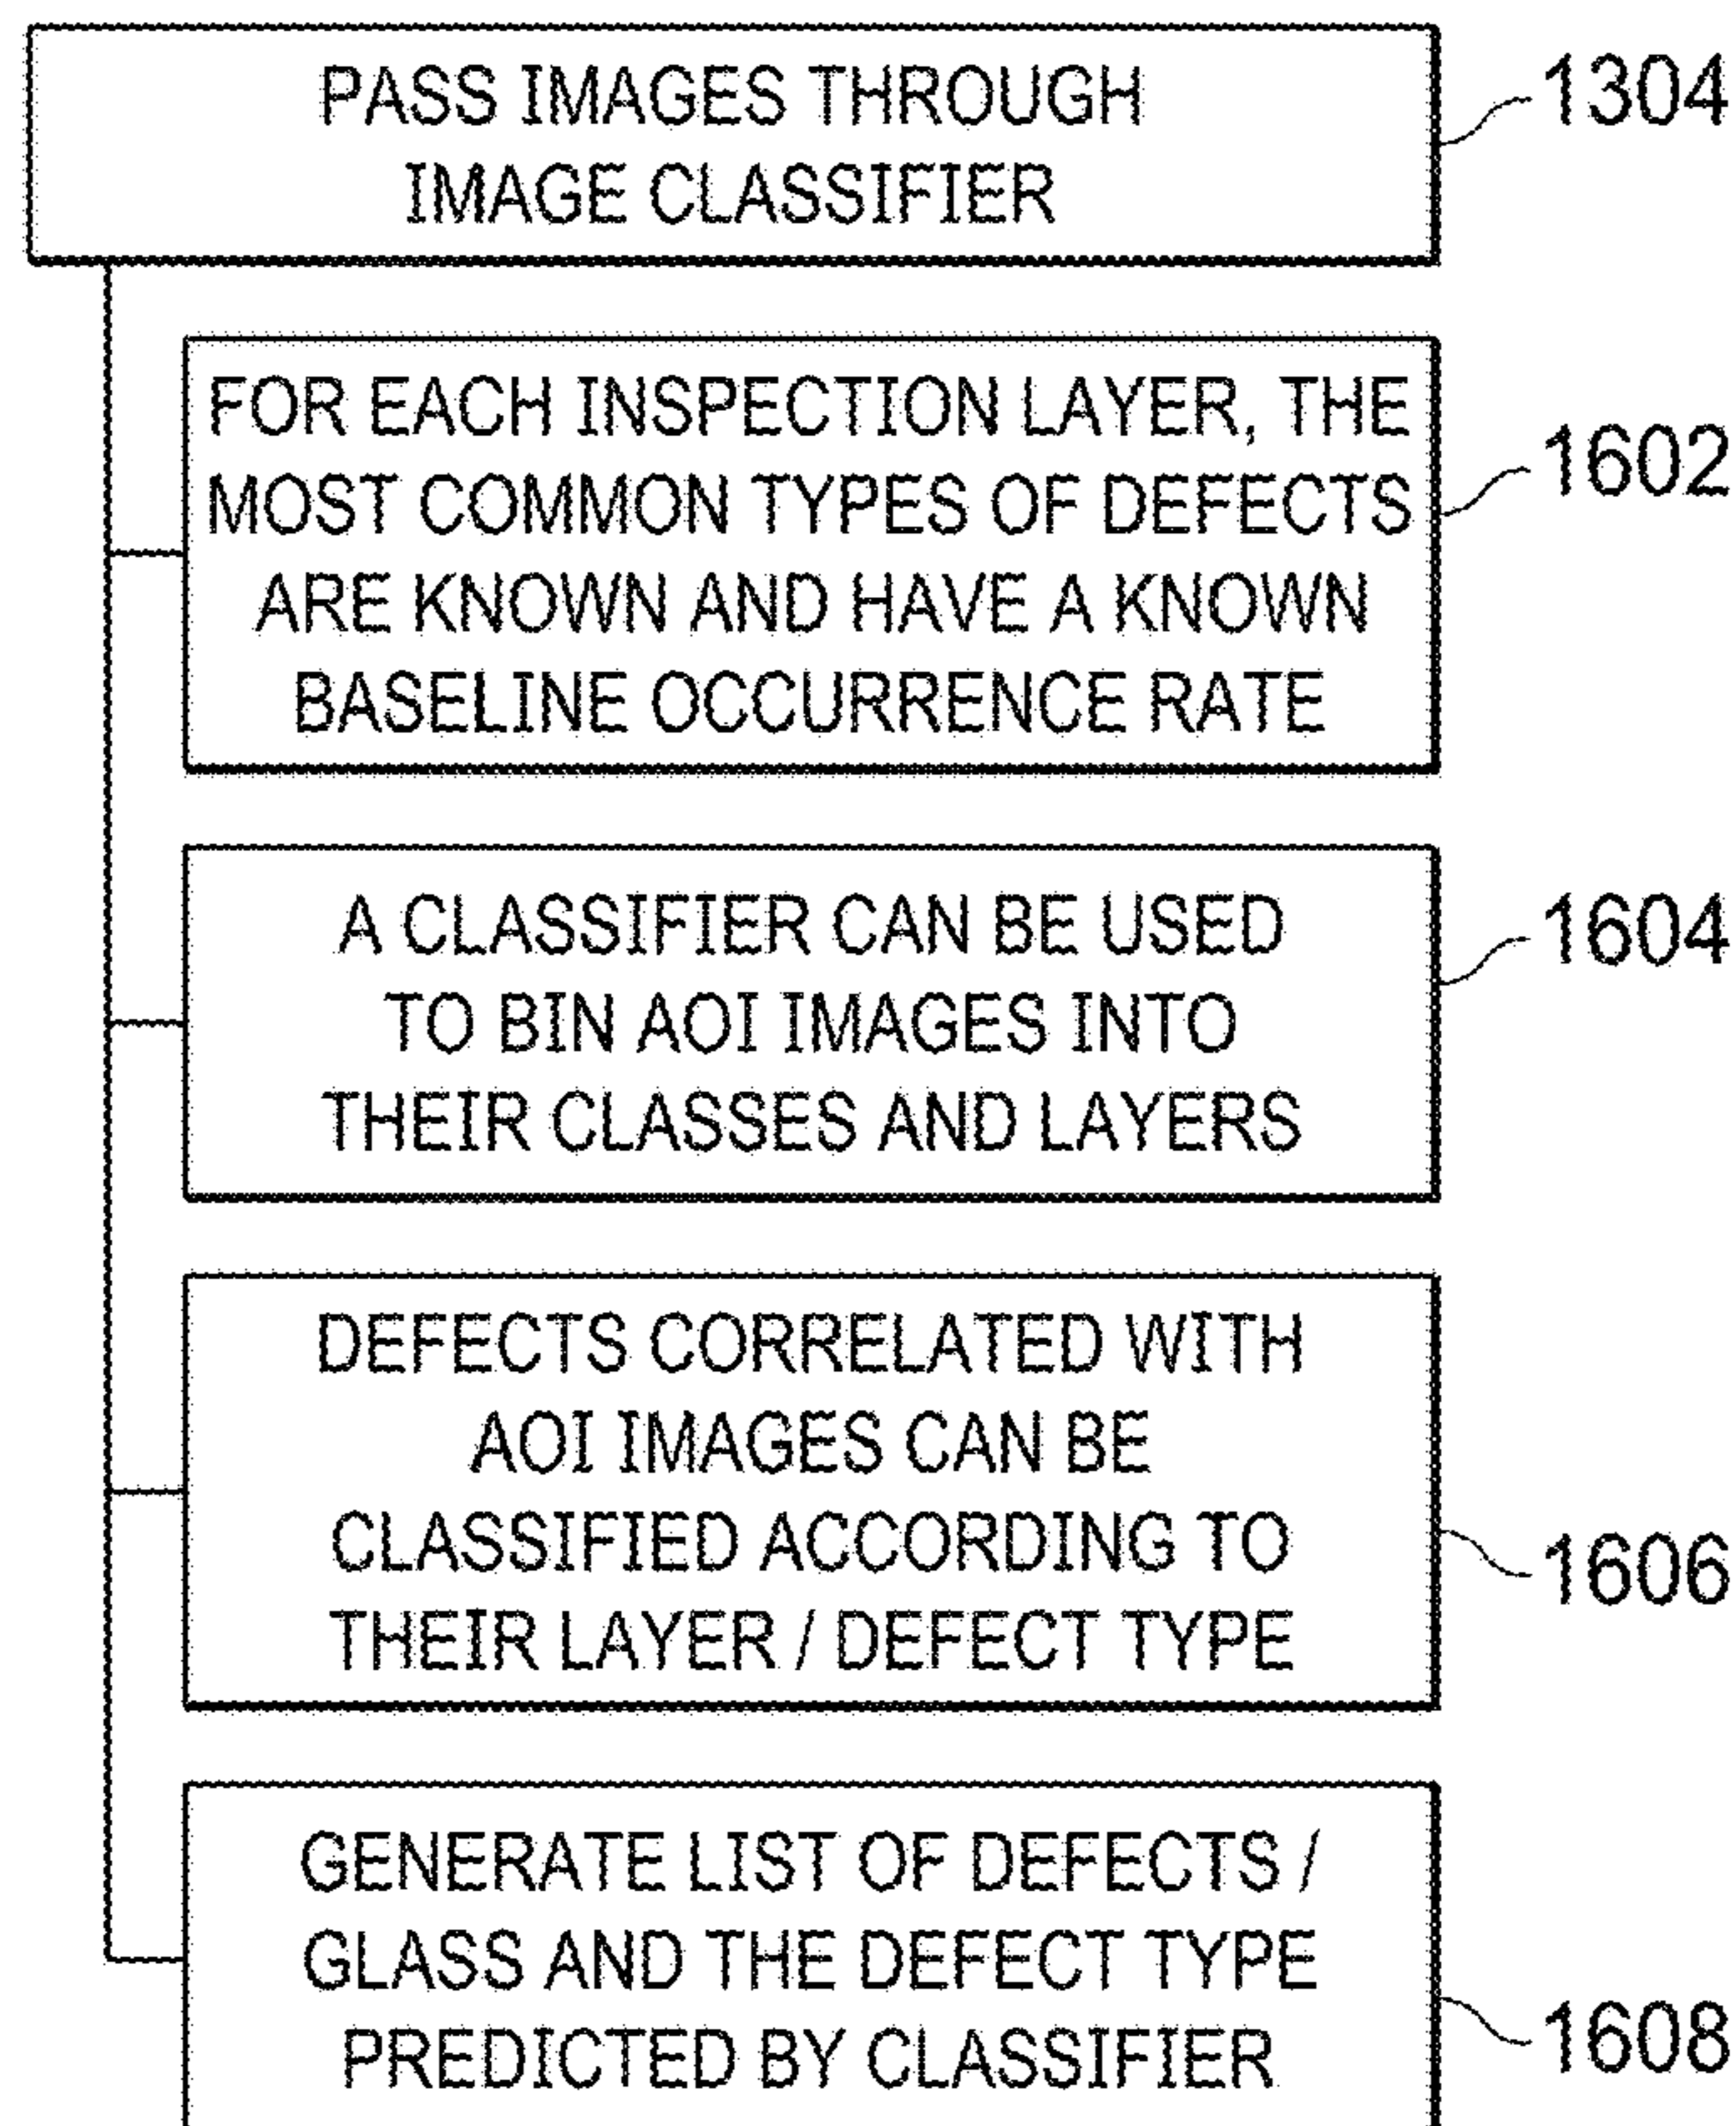 PASS IMAGES THROUGH
IMAGE CLASSIFIER
1304
FOR EACH INSPECTION LAYER, THE
MOST COMMON TYPES OF DEFECTS
ARE KNOWN AND HAVE A KNOWN
BASELINE OCCURRENCE RATE
1602
A CLASSIFIER CAN BE USED
TO BIN AOI IMAGES INTO
THEIR CLASSES AND LAYERS
1604
DEFECTS CORRELATED WITH
AOI IMAGES CAN BE
CLASSIFIED ACCORDING TO
THEIR LAYER / DEFECT TYPE
1606
GENERATE LIST OF DEFECTS /
GLASS AND THE DEFECT TYPE
PREDICTED BY CLASSIFIER
1608